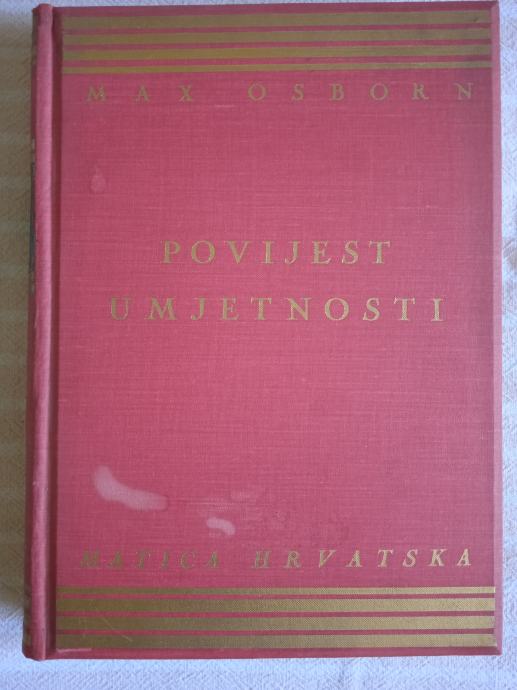 MAX OSBORN
POVIJEST
UMJETNOSTI
MATICA HRVATSKA